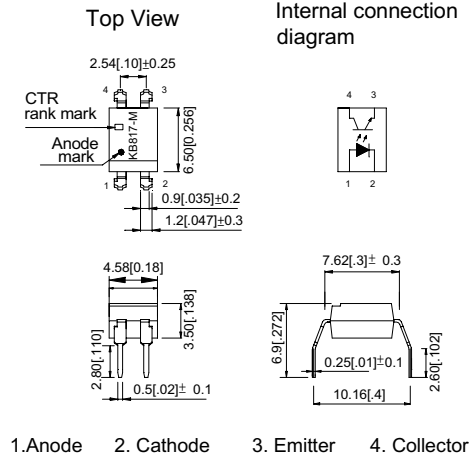 Top View
Internal connection
diagram
2.54[.10]±0.25
4 3
CTR
rank mark
Anode
mark
KB817-M
6.50[0.256]
1 2
0.9[.035]±0.2
1.2[.047]±0.3
4 3
1 2
4.58[0.18]
3.50[.138]
2.80[.110]
0.5[.02]± 0.1
7.62[.3]± 0.3
6.9[.272]
0.25[.01]±0.1
2.60[.102]
10.16[.4]
1.Anode 2. Cathode 3. Emitter 4. Collector